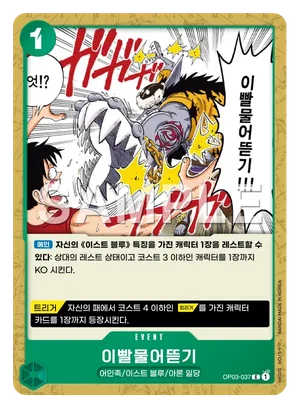 1
가가가
엇!?
이빨물어뜯기!!!
SAMPLE
메인 자신의 《이스트 블루》 특징을 가진 캐릭터 1장을 레스트할 수
있다: 상대의 레스트 상태이고 코스트 3 이하인 캐릭터를 1장까지
KO 시킨다.
트리거 자신의 패에서 코스트 4 이하인 트리거 를 가진 캐릭터
카드를 1장까지 등장시킨다.
EVENT
이빨물어뜯기
어인족/이스트 블루/아론 일당
OP03-037 R